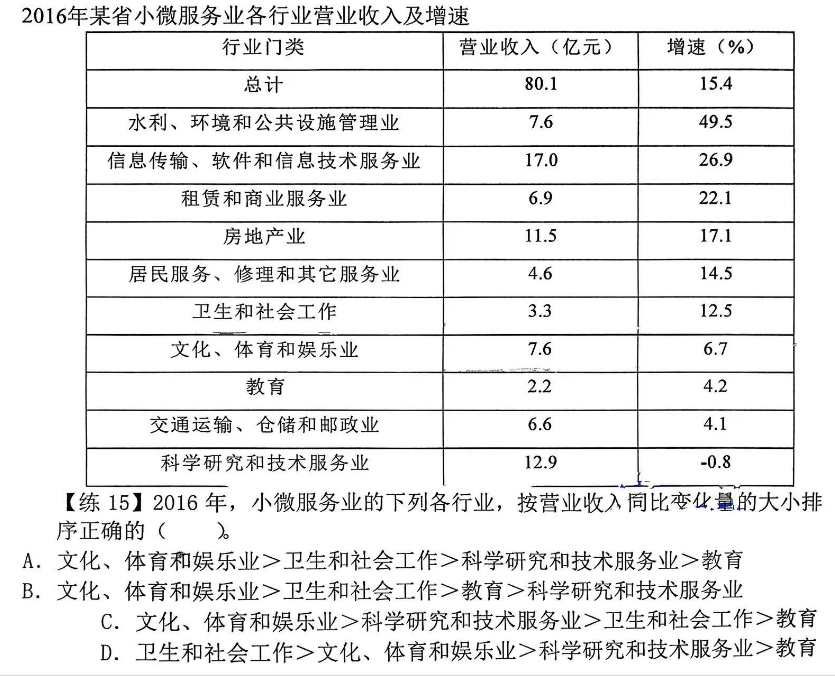 2016年某省小微服务业各行业营业收入及增速
行业门类 营业收入（亿元） 增速（%）
总计 80.1 15.4
水利、环境和公共设施管理业 7.6 49.5
信息传输、软件和信息技术服务业 17.0 26.9
租赁和商业服务业 6.9 22.1
房地产业 11.5 17.1
居民服务、修理和其它服务业 4.6 14.5
卫生和社会工作 3.3 12.5
文化、体育和娱乐业 7.6 6.7
教育 2.2 4.2
交通运输、仓储和邮政业 6.6 4.1
科学研究和技术服务业 12.9 -0.8
【练 15】2016 年，小微服务业的下列各行业，按营业收入同比变化量的大小排
序正确的（　　）。
A．文化、体育和娱乐业＞卫生和社会工作＞科学研究和技术服务业＞教育
B．文化、体育和娱乐业＞卫生和社会工作＞教育＞科学研究和技术服务业
C．文化、体育和娱乐业＞科学研究和技术服务业＞卫生和社会工作＞教育
D．卫生和社会工作＞文化、体育和娱乐业＞科学研究和技术服务业＞教育